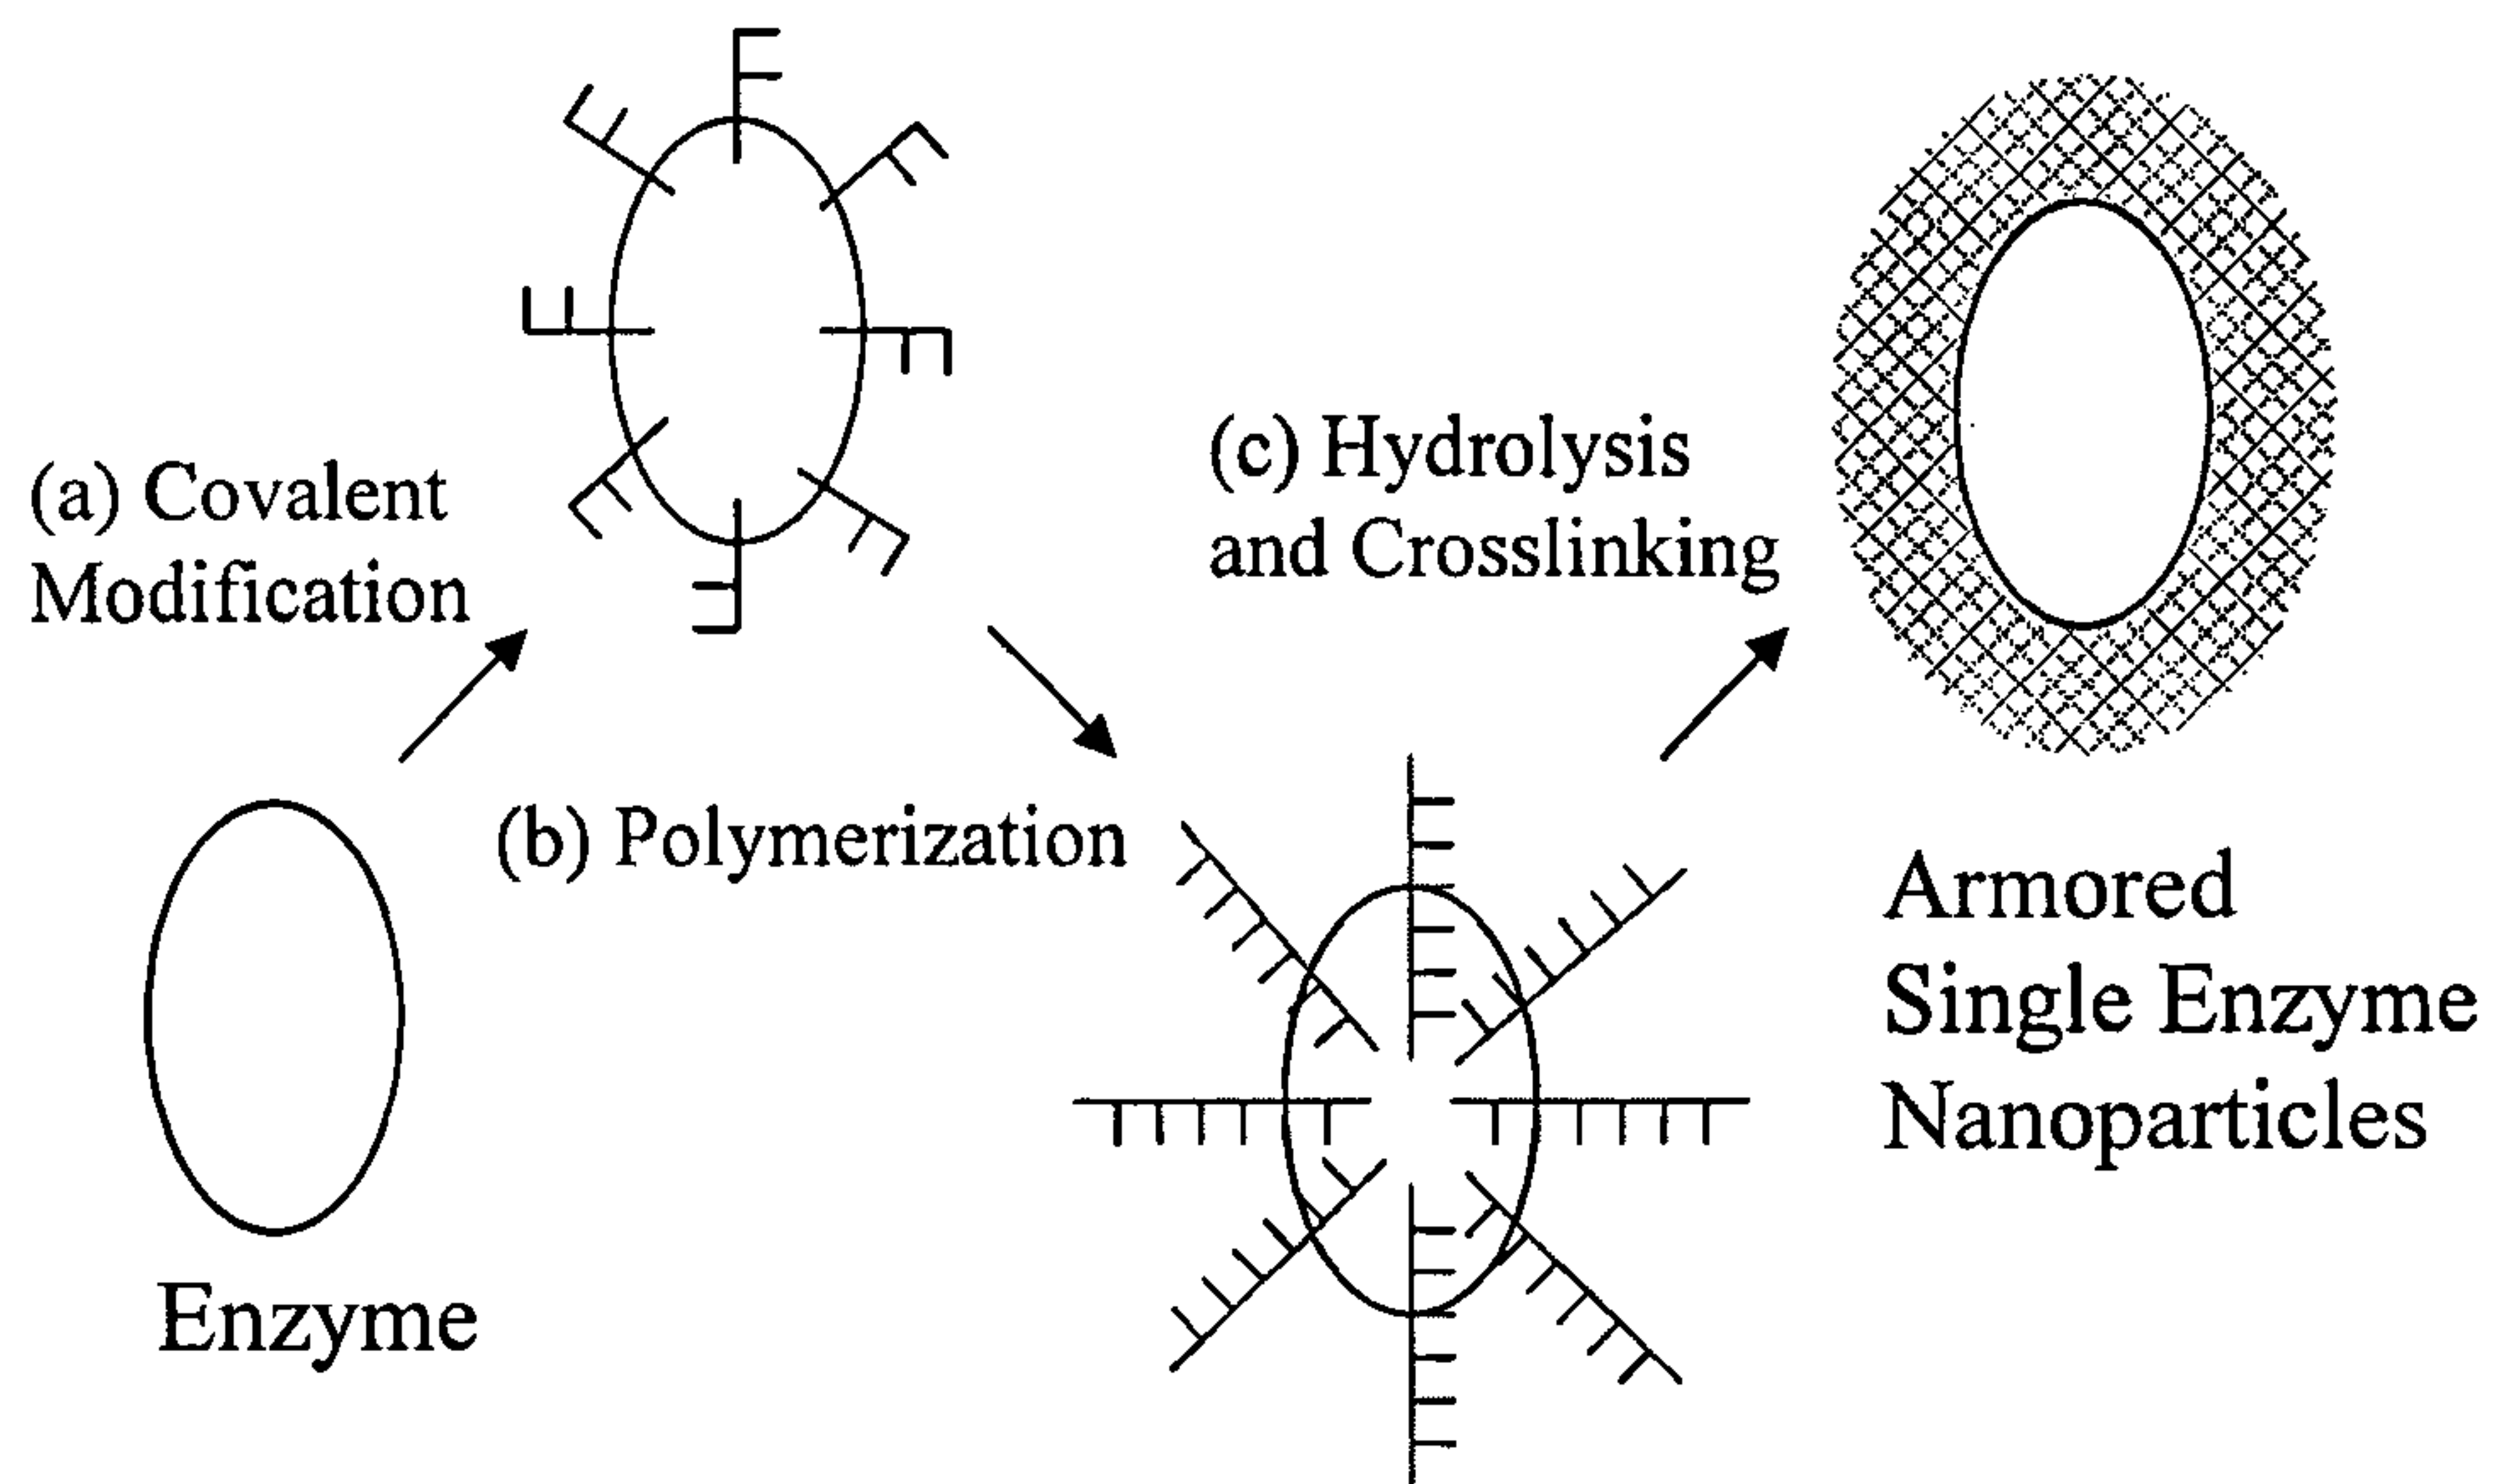 (a) Covalent
Modification
(b) Polymerization
(c) Hydrolysis
and Crosslinking
Enzyme
Armored
Single Enzyme
Nanoparticles